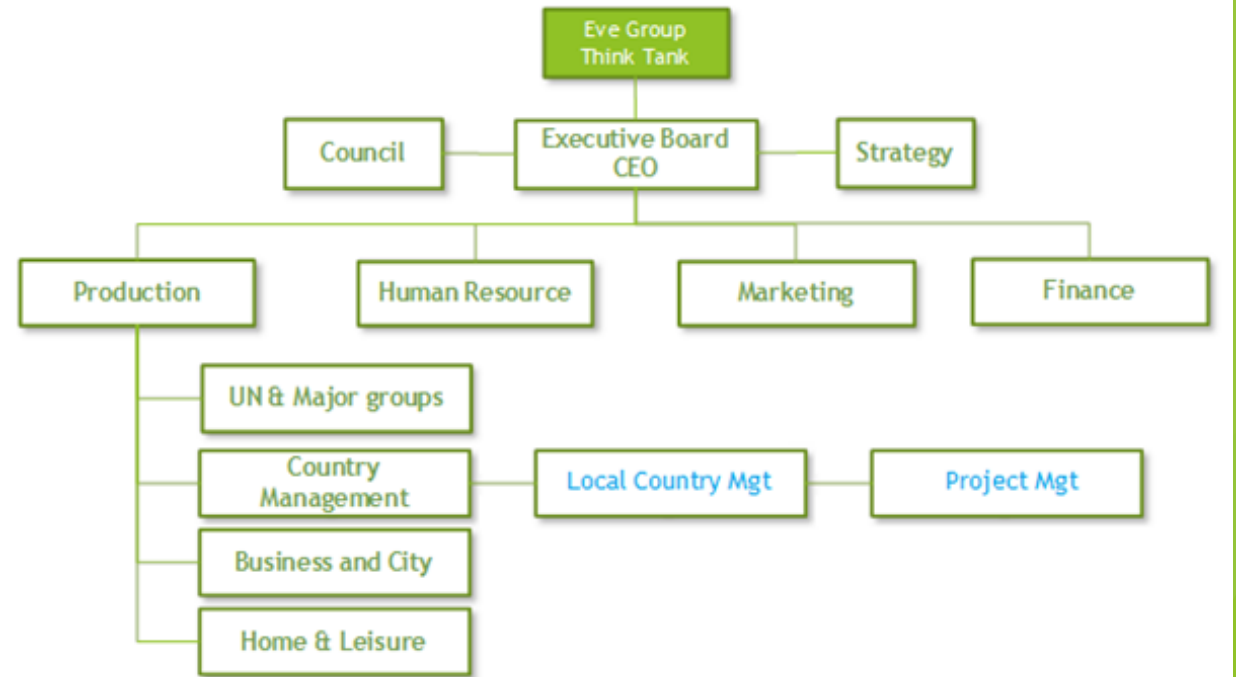 Eve Group
Think Tank
Council
Executive Board
CEO
Strategy
Production
Human Resource
Marketing
Finance
UN & Major groups
Country
Management
Local Country Mgt
Project Mgt
Business and City
Home & Leisure